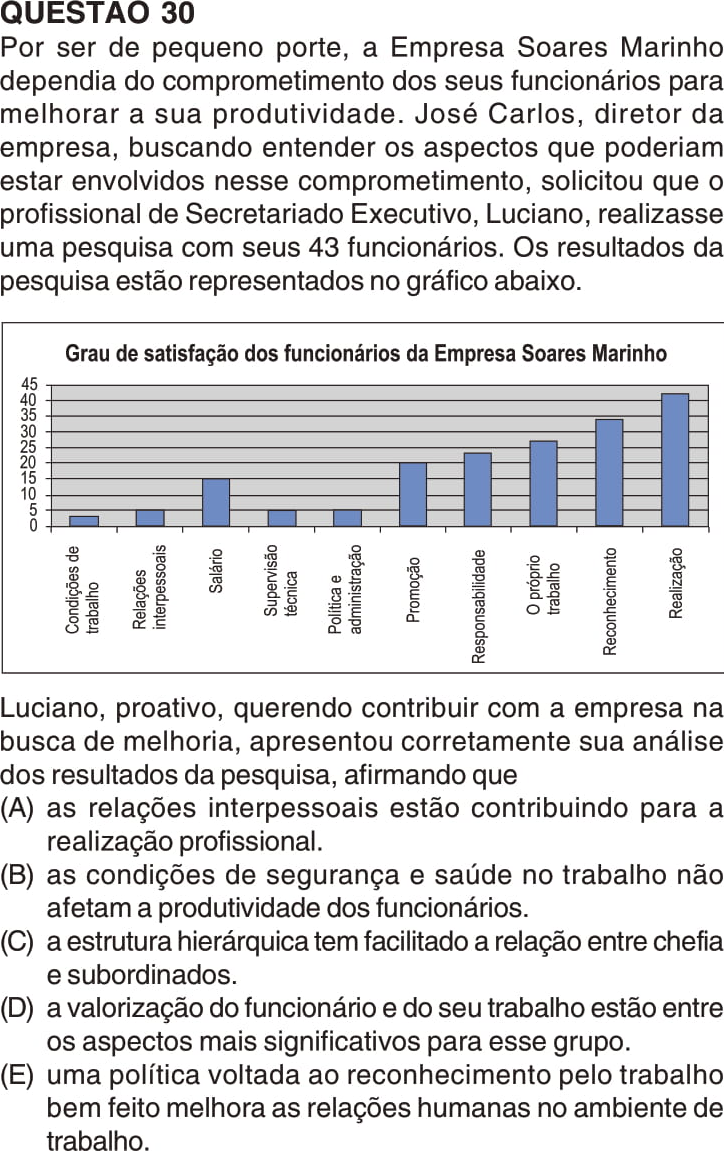 QUESTÃO 30
Por ser de pequeno porte, a Empresa Soares Marinho
dependia do comprometimento dos seus funcionários para
melhorar a sua produtividade. José Carlos, diretor da
empresa, buscando entender os aspectos que poderiam
estar envolvidos nesse comprometimento, solicitou que o
profissional de Secretariado Executivo, Luciano, realizasse
uma pesquisa com seus 43 funcionários. Os resultados da
pesquisa estão representados no gráfico abaixo.
Grau de satisfação dos funcionários da Empresa Soares Marinho
45
40
35
30
25
20
15
10
5
0
Condições de
trabalho
Relações
interpessoais
Salário
Supervisão
técnica
Política e
administração
Promoção
Responsabilidade
O próprio
trabalho
Reconhecimento
Realização
Luciano, proativo, querendo contribuir com a empresa na
busca de melhoria, apresentou corretamente sua análise
dos resultados da pesquisa, afirmando que
(A) as relações interpessoais estão contribuindo para a
realização profissional.
(B) as condições de segurança e saúde no trabalho não
afetam a produtividade dos funcionários.
(C) a estrutura hierárquica tem facilitado a relação entre chefia
e subordinados.
(D) a valorização do funcionário e do seu trabalho estão entre
os aspectos mais significativos para esse grupo.
(E) uma política voltada ao reconhecimento pelo trabalho
bem feito melhora as relações humanas no ambiente de
trabalho.